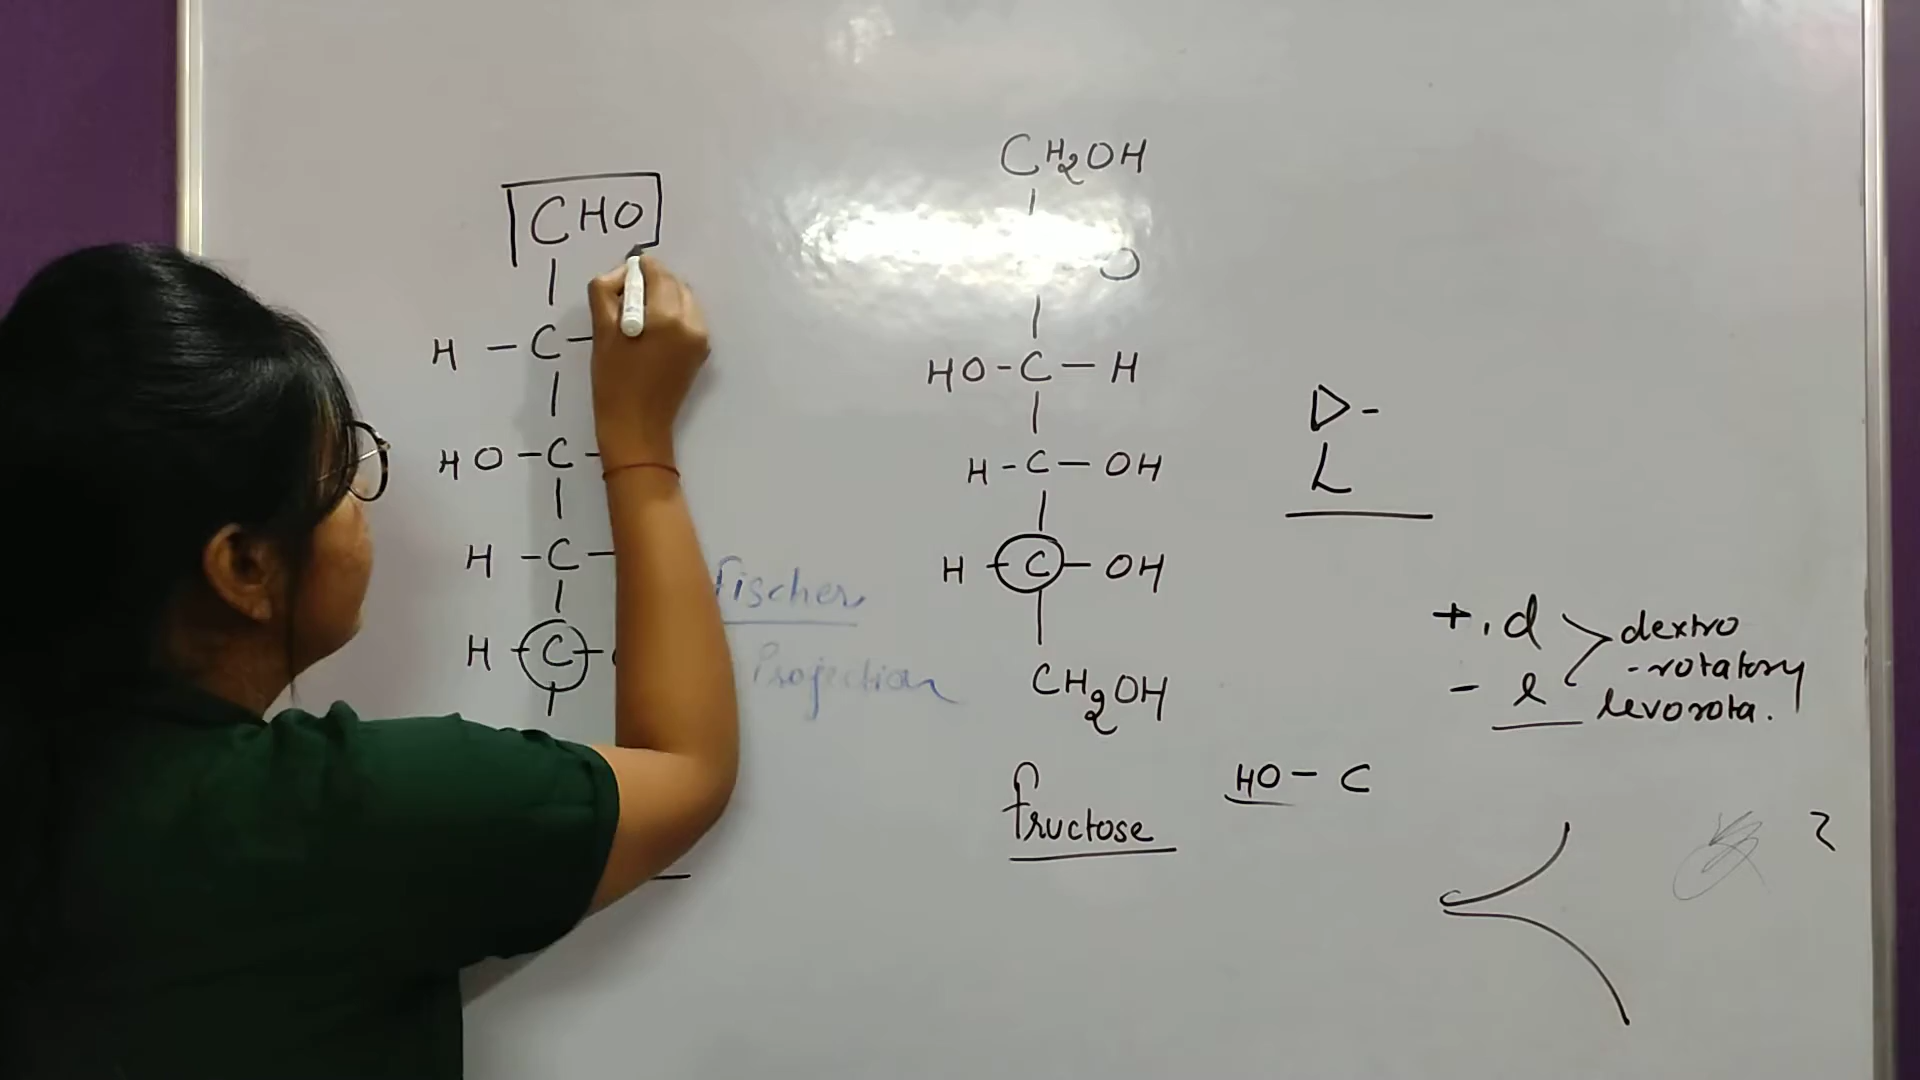 CHO
H - C -
HO - C -
H - C -
H - C -
Fischer
Projection
CH2OH
O
HO - C - H
H - C - OH
H - C - OH
CH2OH
fructose
D-
L
+, d dextro
-rotatory
- l levorota.
HO - C